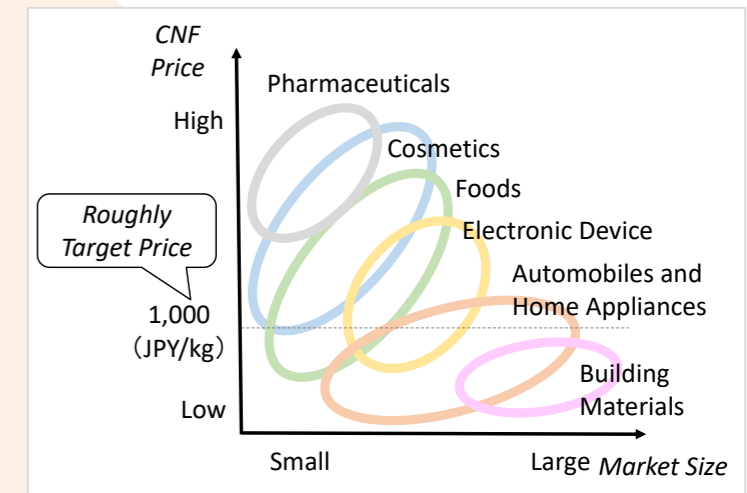 CNF
Price
Pharmaceuticals
High
Cosmetics
Foods
Roughly
Target Price
Electronic Device
Automobiles and
Home Appliances
1,000
（JPY/kg）
Building
Materials
Low
Small
Large
Market Size